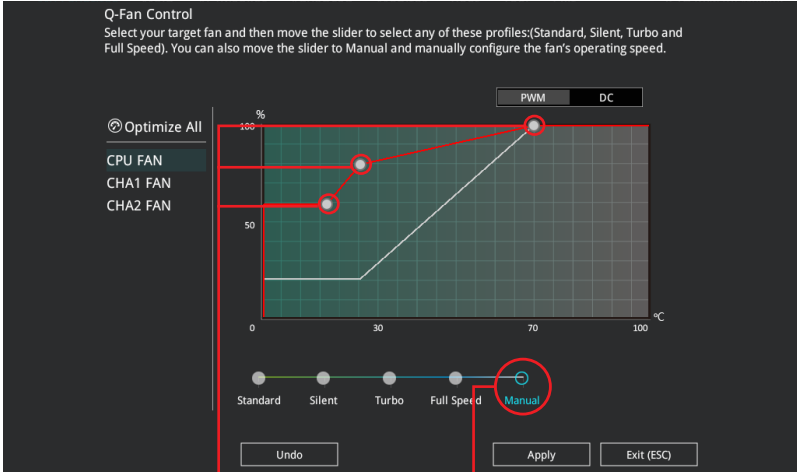 Q-Fan Control
Select your target fan and then move the slider to select any of these profiles:(Standard, Silent, Turbo and
Full Speed). You can also move the slider to Manual and manually configure the fan's operating speed.
PWM DC
%
Optimize All
100
CPU FAN
CHA1 FAN
CHA2 FAN
50
ºC
0 30 70 100
Standard Silent Turbo Full Speed Manual
Undo Apply Exit (ESC)